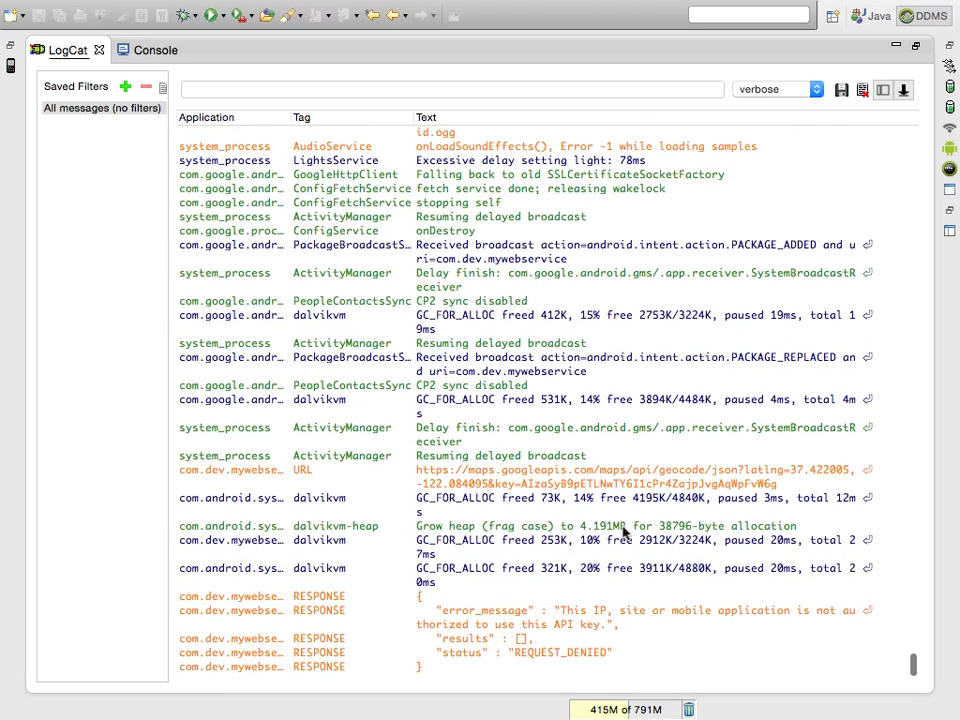 Java
DDMS
LogCat
Console
Saved Filters
All messages (no filters)
verbose
Application Tag Text
id.ogg
system_process AudioService onLoadSoundEffects(), Error -1 while loading samples
system_process LightsService Excessive delay setting light: 78ms
com.google.andr… GoogleHttpClient Falling back to old SSLCertificateSocketFactory
com.google.andr… ConfigFetchService fetch service done; releasing wakelock
com.google.andr… ConfigFetchService stopping self
system_process ActivityManager Resuming delayed broadcast
com.google.proc… ConfigService onDestroy
com.google.andr… PackageBroadcastS… Received broadcast action=android.intent.action.PACKAGE_ADDED and u
ri=com.dev.mywebservice
system_process ActivityManager Delay finish: com.google.android.gms/.app.receiver.SystemBroadcastR
eceiver
com.google.andr… PeopleContactsSync CP2 sync disabled
com.google.andr… dalvikvm GC_FOR_ALLOC freed 412K, 15% free 2753K/3224K, paused 19ms, total 1
9ms
system_process ActivityManager Resuming delayed broadcast
com.google.andr… PackageBroadcastS… Received broadcast action=android.intent.action.PACKAGE_REPLACED an
d uri=com.dev.mywebservice
com.google.andr… PeopleContactsSync CP2 sync disabled
com.google.andr… dalvikvm GC_FOR_ALLOC freed 531K, 14% free 3894K/4484K, paused 4ms, total 4m
s
system_process ActivityManager Delay finish: com.google.android.gms/.app.receiver.SystemBroadcastR
eceiver
system_process ActivityManager Resuming delayed broadcast
com.dev.mywebse… URL https://maps.googleapis.com/maps/api/geocode/json?latlng=37.422005,
-122.084095&key=AIzaSyB9pETLNwTY6I1cPr4ZajpJvgAqWpFvW6g
com.android.sys… dalvikvm GC_FOR_ALLOC freed 73K, 14% free 4195K/4840K, paused 3ms, total 12m
s
com.android.sys… dalvikvm-heap Grow heap (frag case) to 4.191MB for 38796-byte allocation
com.dev.mywebse… dalvikvm GC_FOR_ALLOC freed 253K, 10% free 2912K/3224K, paused 20ms, total 2
7ms
com.android.sys… dalvikvm GC_FOR_ALLOC freed 321K, 20% free 3911K/4880K, paused 20ms, total 2
0ms
com.dev.mywebse… RESPONSE {
com.dev.mywebse… RESPONSE "error_message" : "This IP, site or mobile application is not au
thorized to use this API key.",
com.dev.mywebse… RESPONSE "results" : [],
com.dev.mywebse… RESPONSE "status" : "REQUEST_DENIED"
com.dev.mywebse… RESPONSE }
415M of 791M